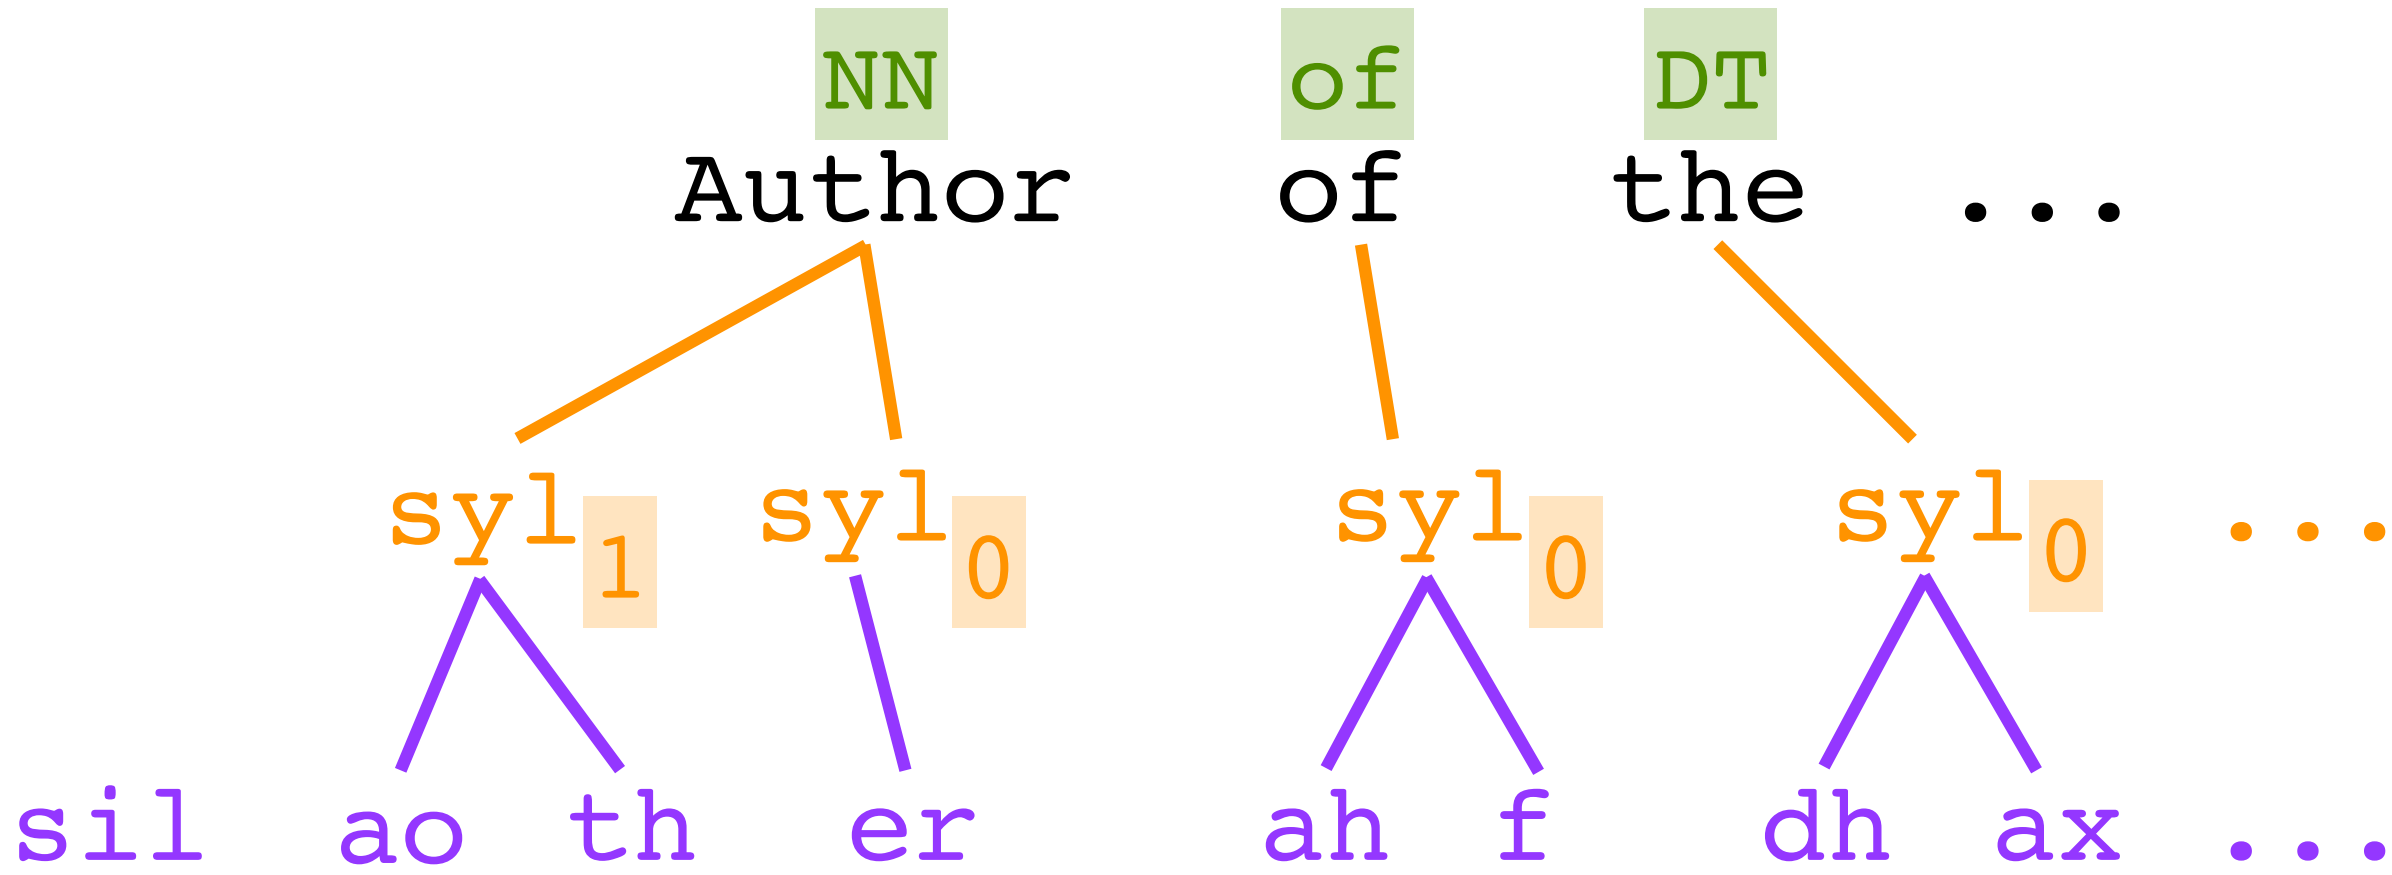 NN of DT
Author of the ...
syl1 syl0 syl0 syl0 ...
sil ao th er ah f dh ax ...